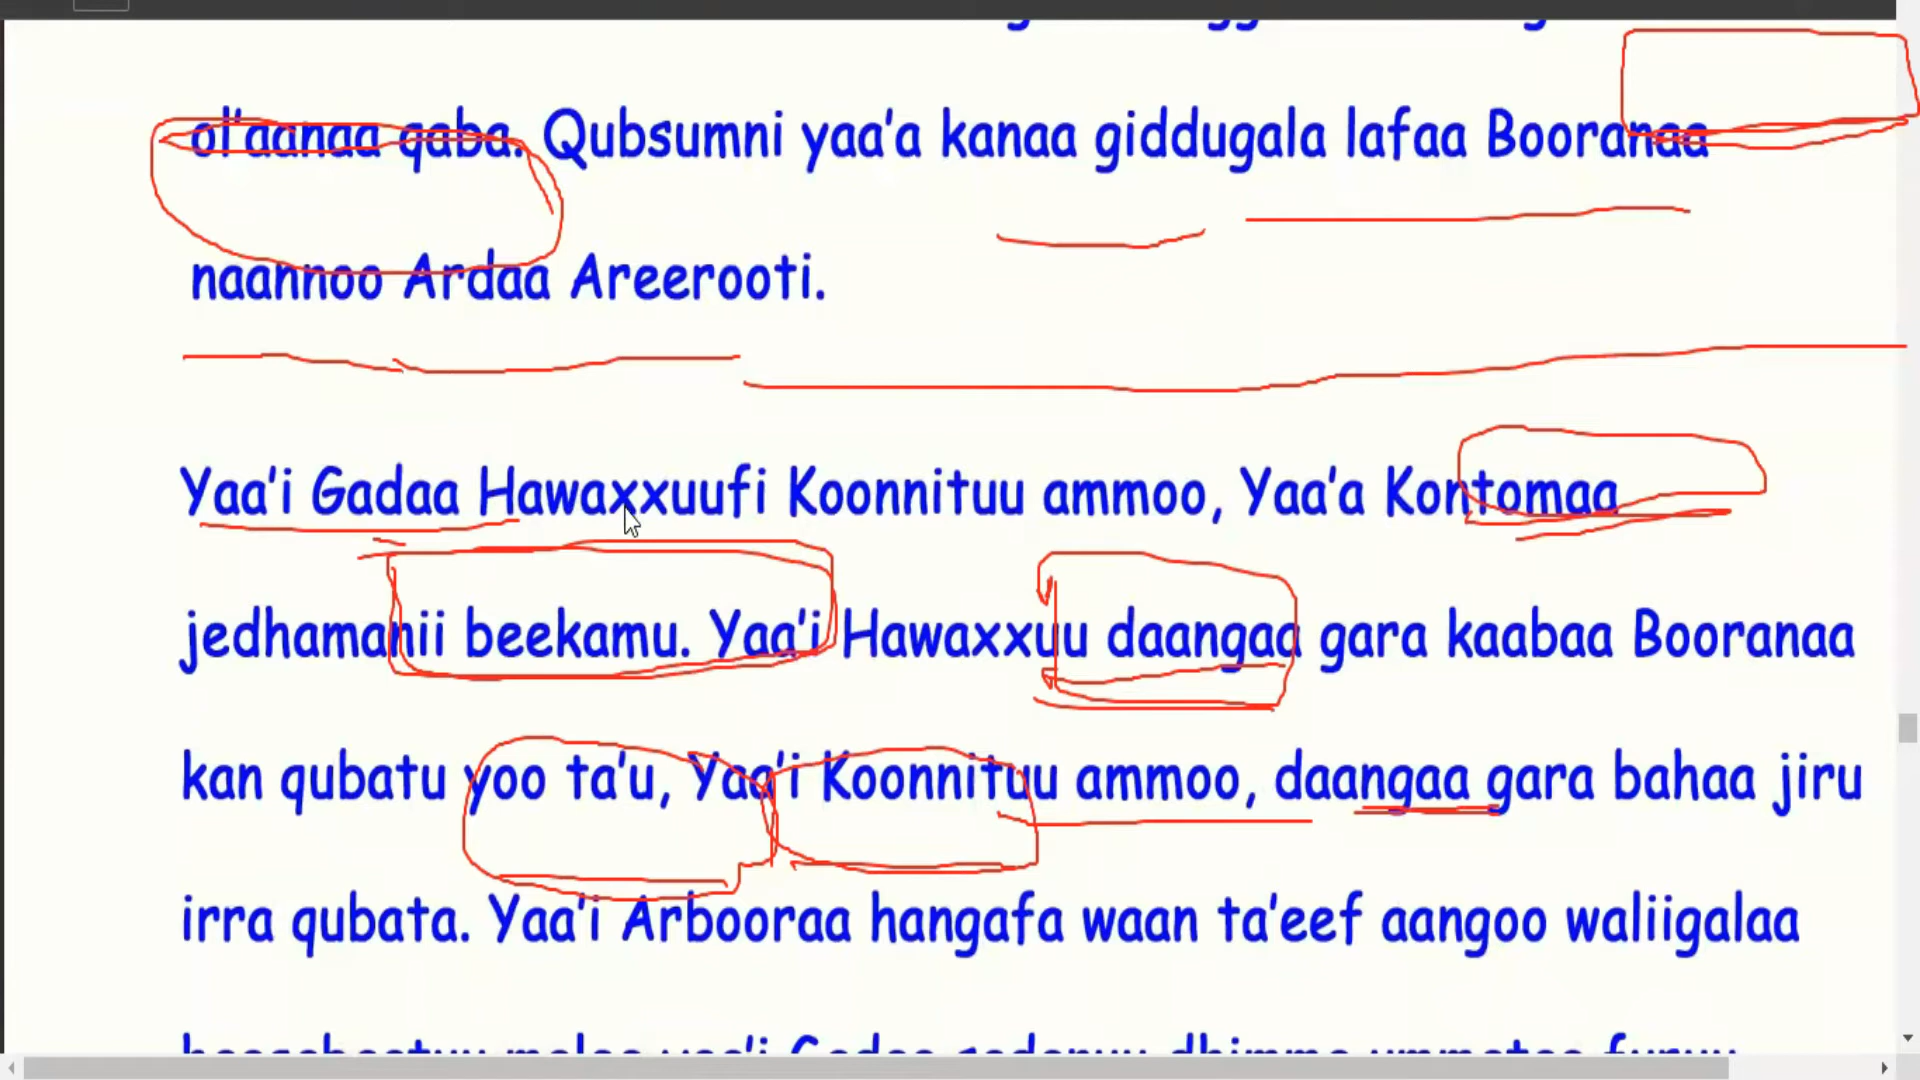 ol'aanaa qaba. Qubsumni yaa'a kanaa giddugala lafaa Booranaa
naannoo Ardaa Areerooti.
Yaa'i Gadaa Hawaxxuufi Koonnituu ammoo, Yaa'a Kontomaa
jedhamanii beekamu. Yaa'i Hawaxxuu daangaa gara kaabaa Booranaa
kan qubatu yoo ta'u, Yaa'i Koonnituu ammoo, daangaa gara bahaa jiru
irra qubata. Yaa'i Arbooraa hangafa waan ta'eef aangoo waliigalaa